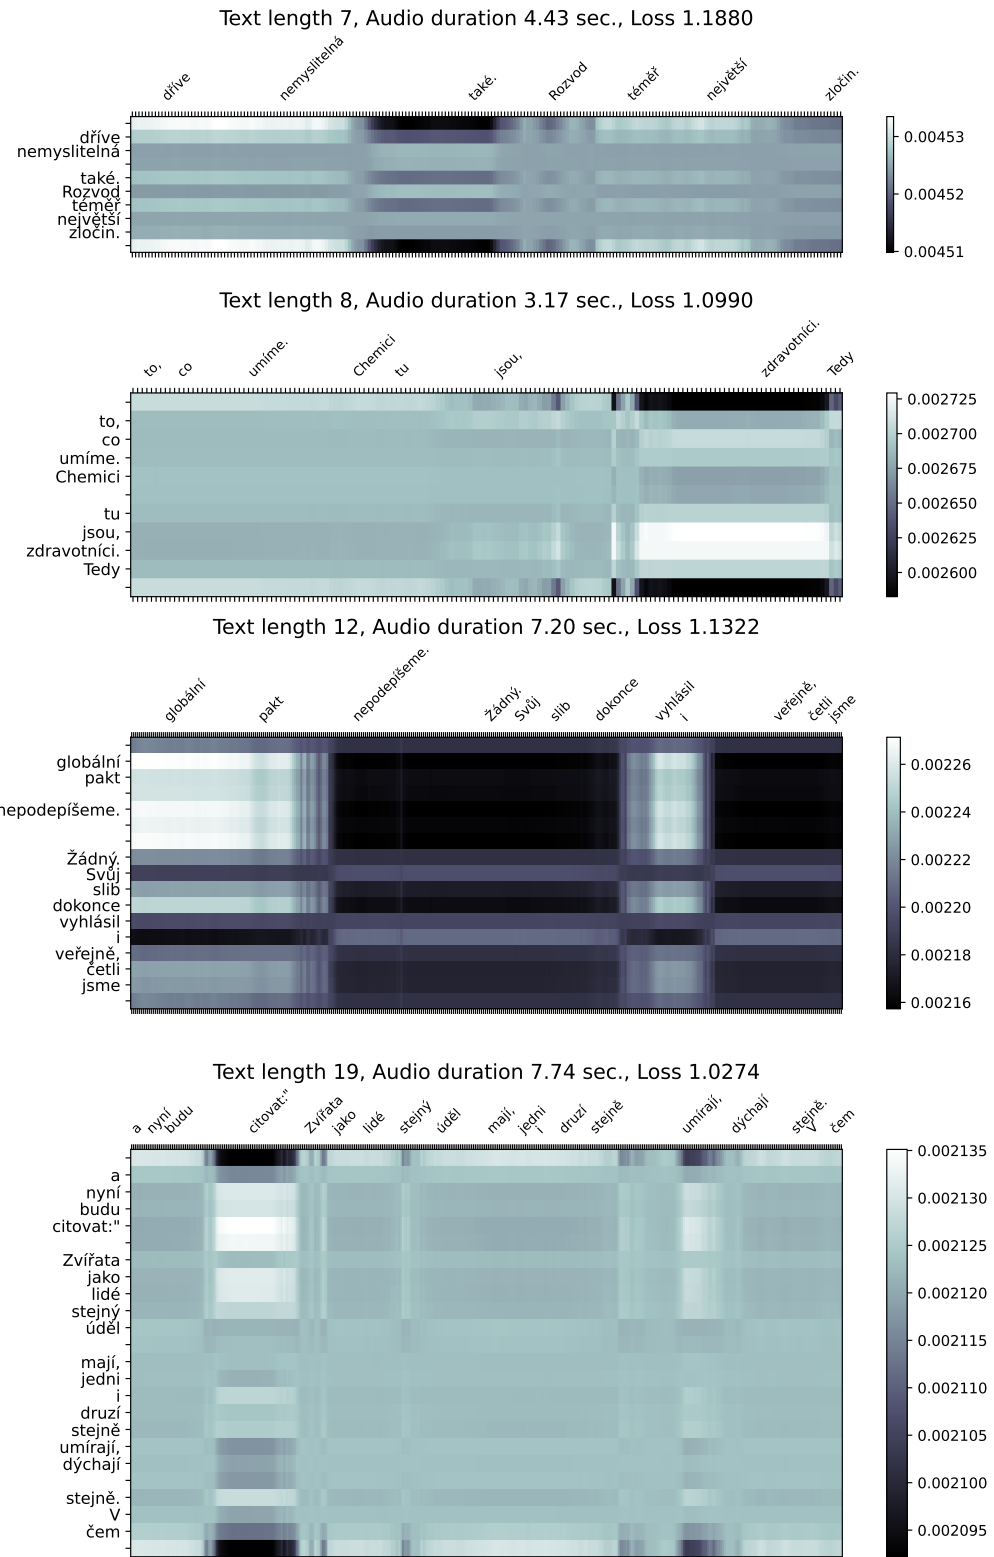 Text length 7, Audio duration 4.43 sec., Loss 1.1880
dříve nemyslitelná také. Rozvod téměř největší zločin.
dříve
nemyslitelná
také.
Rozvod
téměř
největší
zločin.
0.00453
0.00452
0.00451
Text length 8, Audio duration 3.17 sec., Loss 1.0990
to, co umíme. Chemici tu jsou, zdravotníci. Tedy
to,
co
umíme.
Chemici
tu
jsou,
zdravotníci.
Tedy
0.002725
0.002700
0.002675
0.002650
0.002625
0.002600
Text length 12, Audio duration 7.20 sec., Loss 1.1322
globální pakt nepodepíšeme. Žádný. Svůj slib dokonce vyhlásil i veřejně, četli jsme
globální
pakt
nepodepíšeme.
Žádný.
Svůj
slib
dokonce
vyhlásil
i
veřejně,
četli
jsme
0.00226
0.00224
0.00222
0.00220
0.00218
0.00216
Text length 19, Audio duration 7.74 sec., Loss 1.0274
a nyní budu citovat:" Zvířata jako lidé stejný úděl mají, jedni i druzí stejně umírají, dýchají stejně. V čem
a
nyní
budu
citovat:"
Zvířata
jako
lidé
stejný
úděl
mají,
jedni
i
druzí
stejně
umírají,
dýchají
stejně.
V
čem
0.002135
0.002130
0.002125
0.002120
0.002115
0.002110
0.002105
0.002100
0.002095